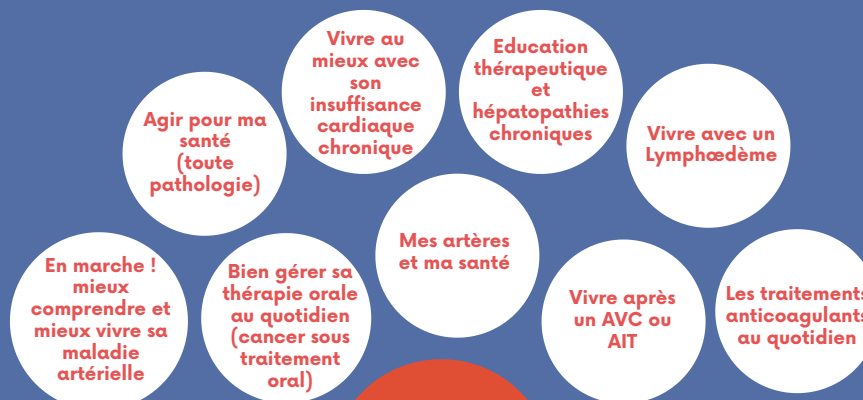 Vivre au
mieux avec
son
insuffisance
cardiaque
chronique
Education
thérapeutique
et
hépatopathies
chroniques
Agir pour ma
santé
(toute
pathologie)
Vivre avec un
Lymphœdème
Mes artères
et ma santé
En marche !
mieux
comprendre et
mieux vivre sa
maladie
artérielle
Bien gérer sa
thérapie orale
au quotidien
(cancer sous
traitement
oral)
Vivre après
un AVC ou
AIT
Les traitements
anticoagulants
au quotidien